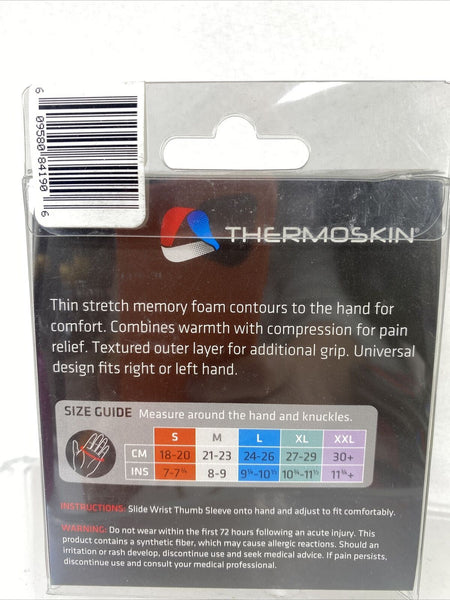 6 09580 84190 6
THERMOSKIN®
Thin stretch memory foam contours to the hand for
comfort. Combines warmth with compression for pain
relief. Textured outer layer for additional grip. Universal
design fits right or left hand.
SIZE GUIDE Measure around the hand and knuckles.
S M L XL XXL
CM 18-20 21-23 24-26 27-29 30+
INS 7-7¾ 8-9 9¼-10½ 10¾-11½ 11¾+
INSTRUCTIONS: Slide Wrist Thumb Sleeve onto hand and adjust to fit comfortably.
WARNING: Do not wear within the first 72 hours following an acute injury. This
product contains a synthetic fiber, which may cause allergic reactions. Should an
irritation or rash develop, discontinue use and seek medical advice. If pain persists,
discontinue use and consult your medical professional.